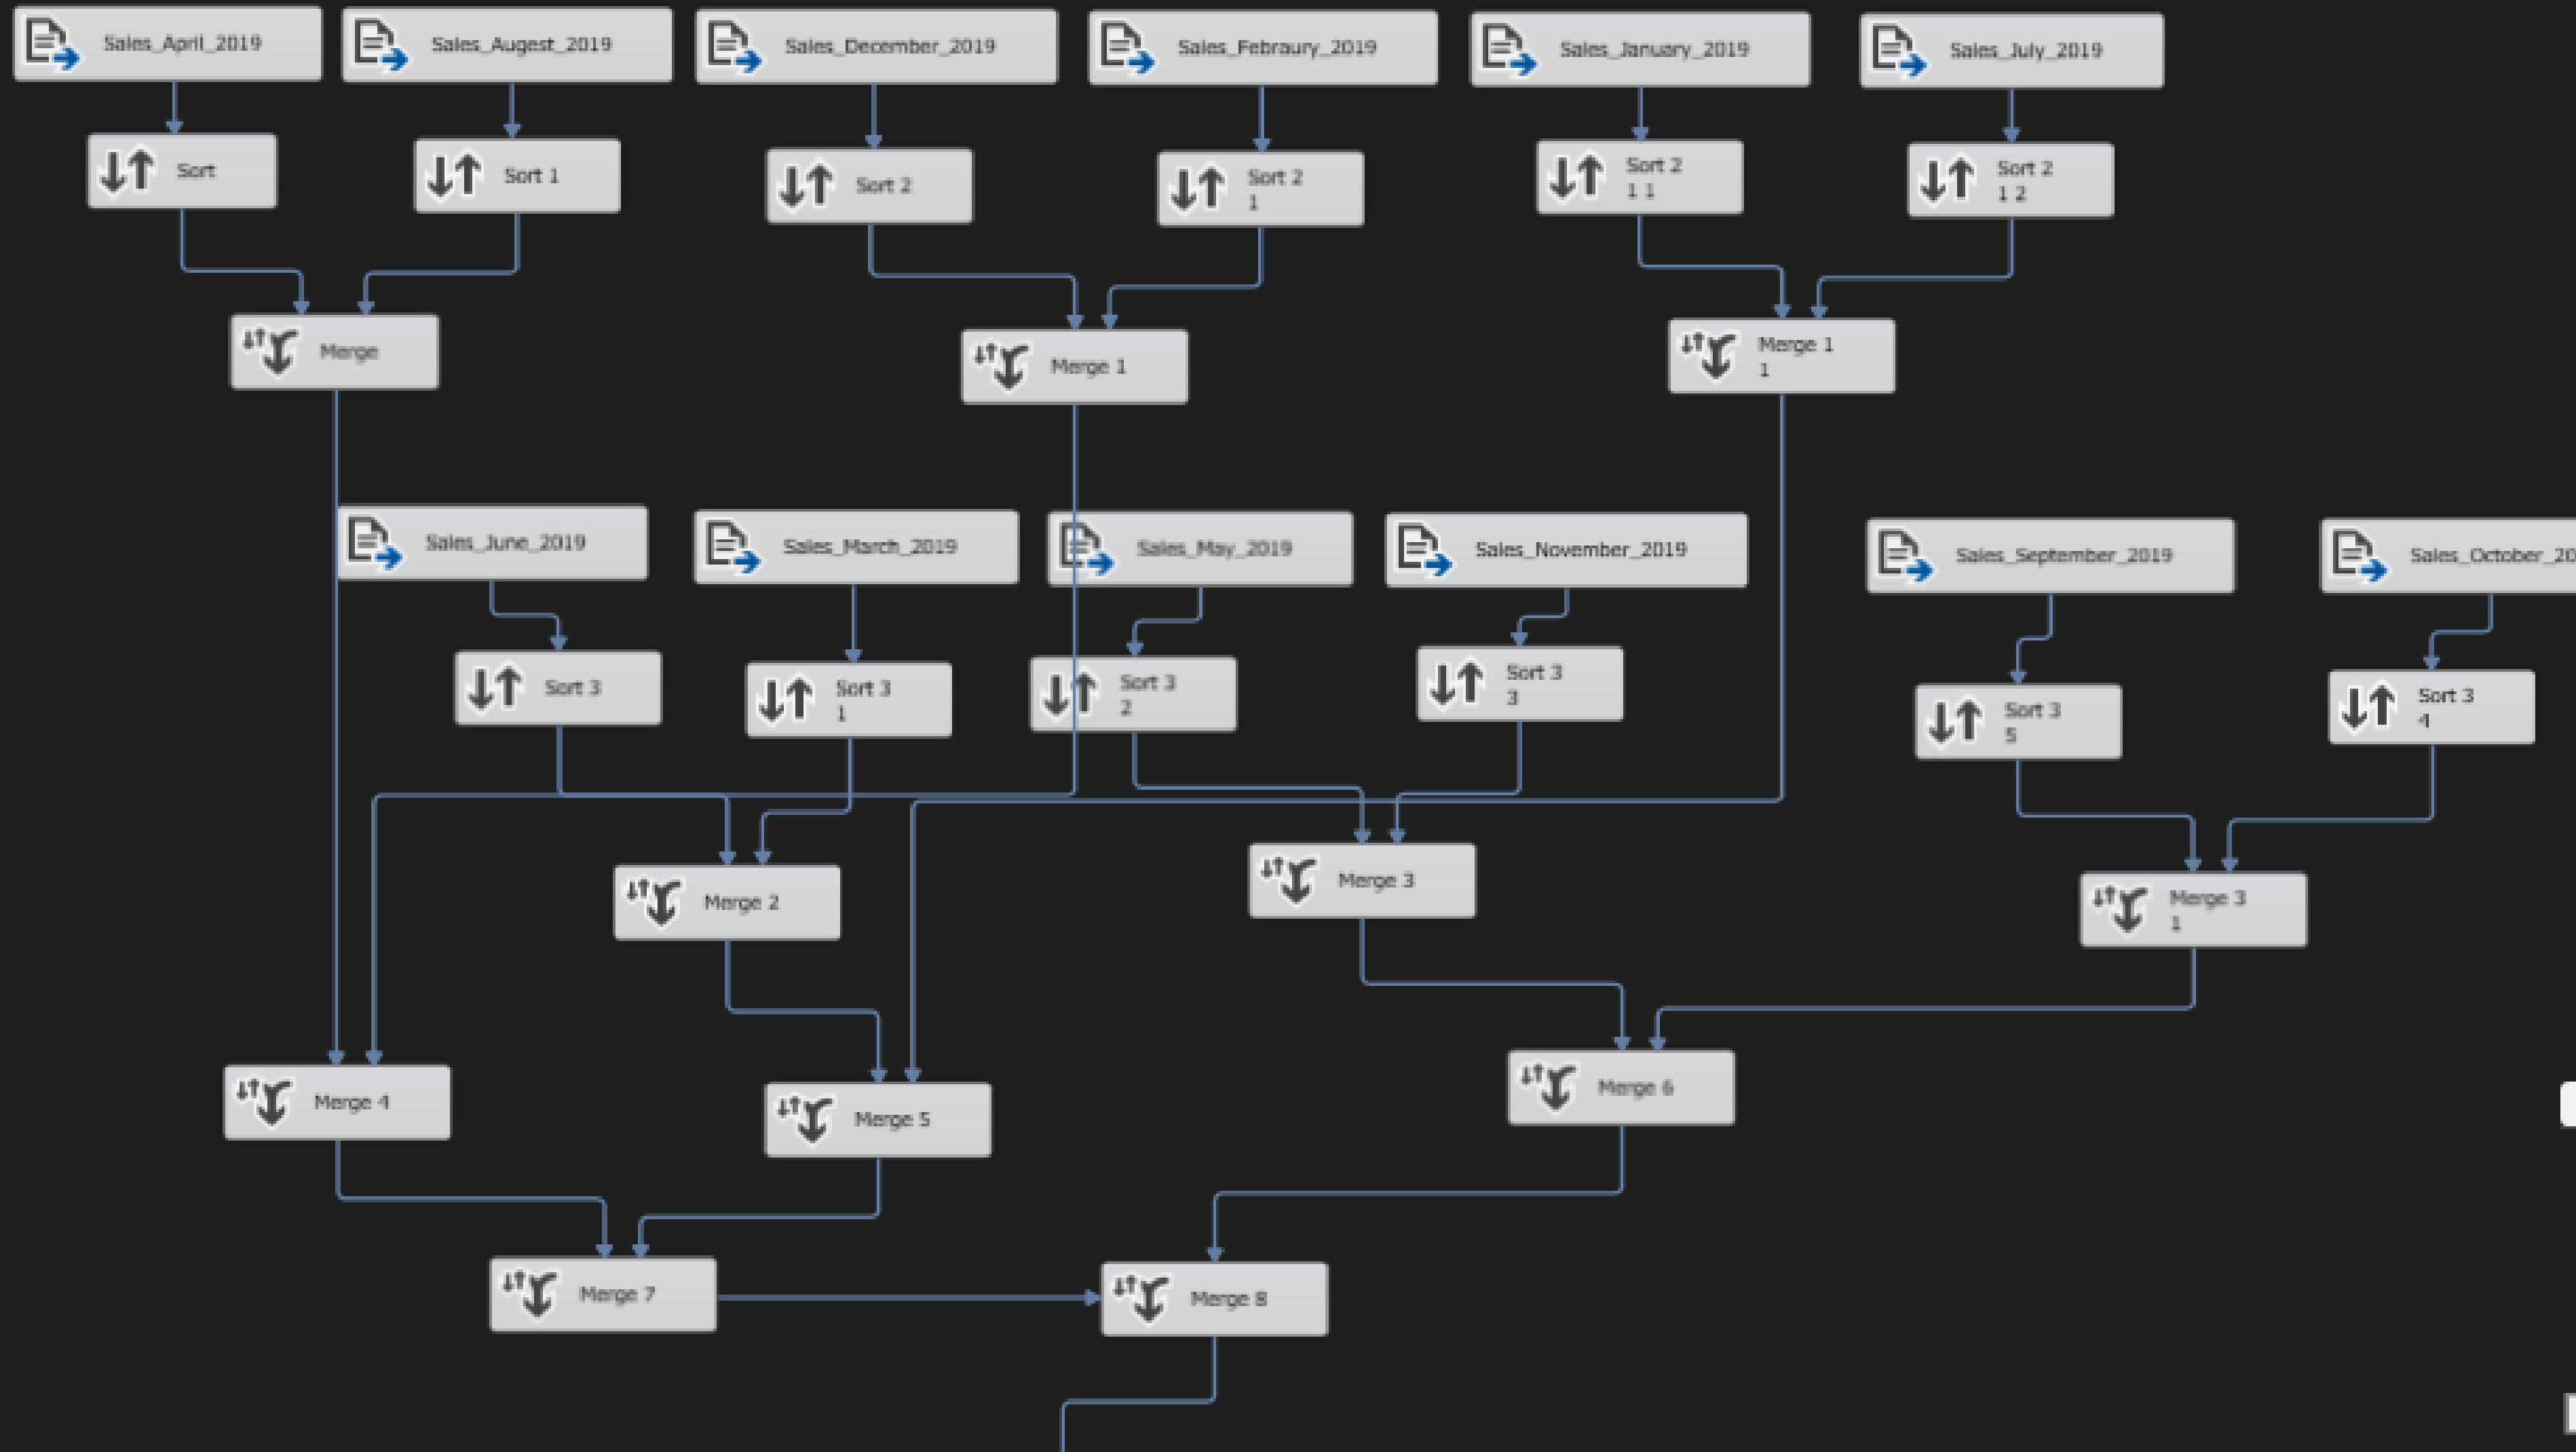 Sales_April_2019
Sales_Augest_2019
Sales_December_2019
Sales_Febraury_2019
Sales_January_2019
Sales_July_2019
Sort
Sort 1
Sort 2
Sort 2
1
Sort 2
1 1
Sort 2
1 2
Merge
Merge 1
Merge 1
1
Sales_June_2019
Sales_March_2019
Sales_May_2019
Sales_November_2019
Sales_September_2019
Sales_October_20
Sort 3
Sort 3
1
Sort 3
2
Sort 3
3
Sort 3
5
Sort 3
4
Merge 2
Merge 3
Merge 3
1
Merge 4
Merge 5
Merge 6
Merge 7
Merge 8